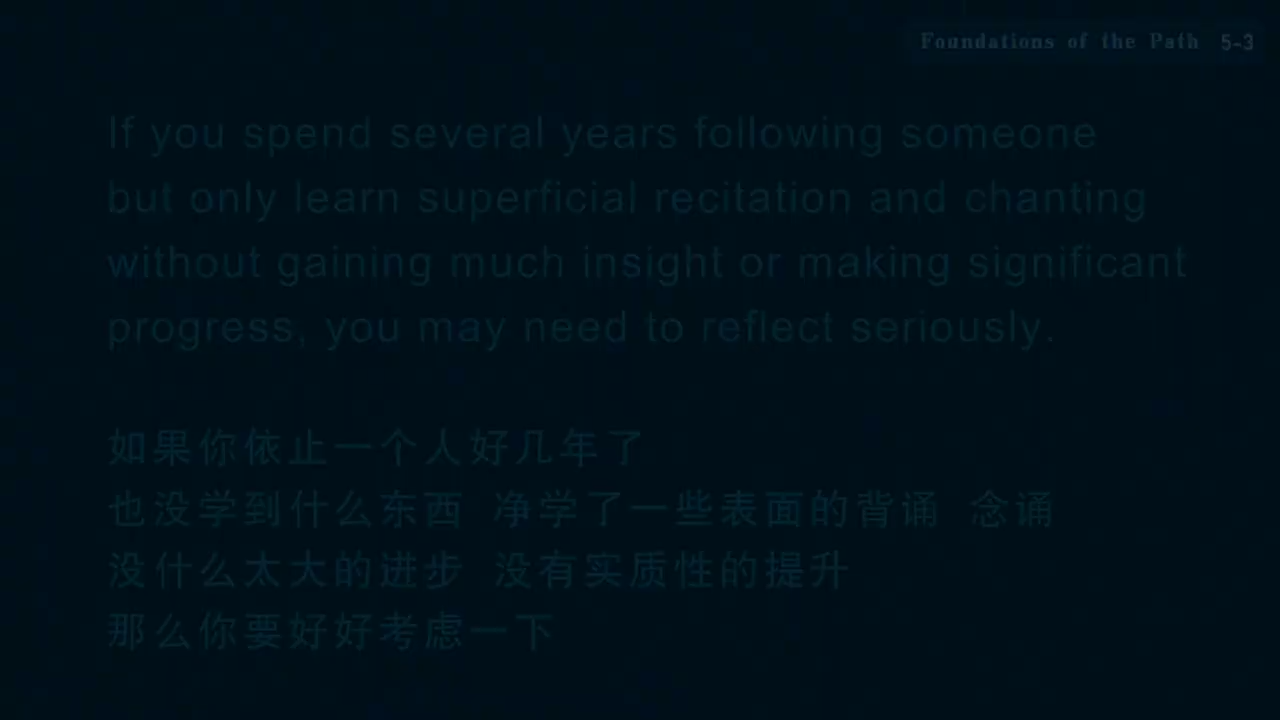 Foundations of the Path 5-3
If you spend several years following someone
but only learn superficial recitation and chanting
without gaining much insight or making significant
progress, you may need to reflect seriously.
如果你依止一个人好几年了
也没学到什么东西 净学了一些表面的背诵 念诵
没什么太大的进步 没有实质性的提升
那么你要好好考虑一下